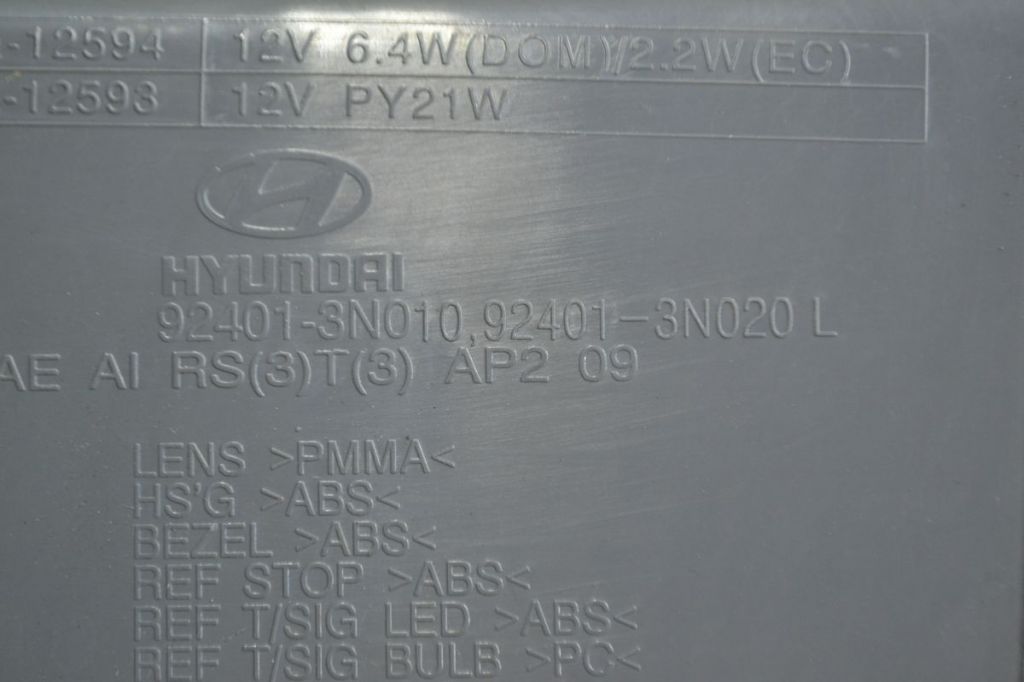 -12594 12V 6.4W(DOM)/2.2W(EC)
-12593 12V PY21W
HYUNDAI
92401-3N010,92401-3N020 L
AE AI RS(3)T(3) AP2 09
LENS >PMMA<
HS'G >ABS<
BEZEL >ABS<
REF STOP >ABS<
REF T/SIG LED >ABS<
REF T/SIG BULB >PC<